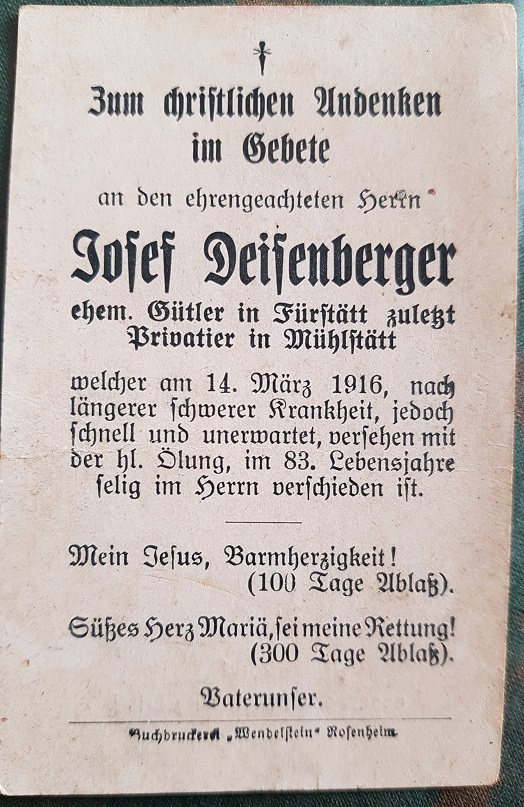 Zum christlichen Andenken
im Gebete
an den ehrengeachteten Herrn
Josef Deisenberger
ehem. Gütler in Fürstätt zuletzt
Privatier in Mühlstätt
welcher am 14. März 1916, nach
längerer schwerer Krankheit, jedoch
schnell und unerwartet, versehen mit
der hl. Ölung, im 83. Lebensjahre
selig im Herrn verschieden ist.
Mein Jesus, Barmherzigkeit!
(100 Tage Ablaß).
Süßes Herz Mariä, sei meine Rettung!
(300 Tage Ablaß).
Vaterunser.
Buchdruckerei „Wendelstein" Rosenheim